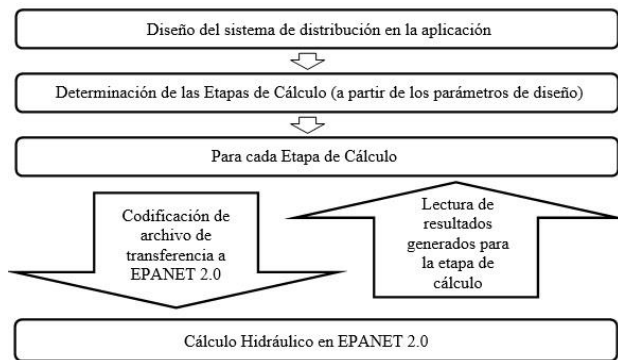 Diseño del sistema de distribución en la aplicación
Determinación de las Etapas de Cálculo (a partir de los parámetros de diseño)
Para cada Etapa de Cálculo
Codificación de
archivo de
transferencia a
EPANET 2.0
Lectura de
resultados
generados para
la etapa de
cálculo
Cálculo Hidráulico en EPANET 2.0